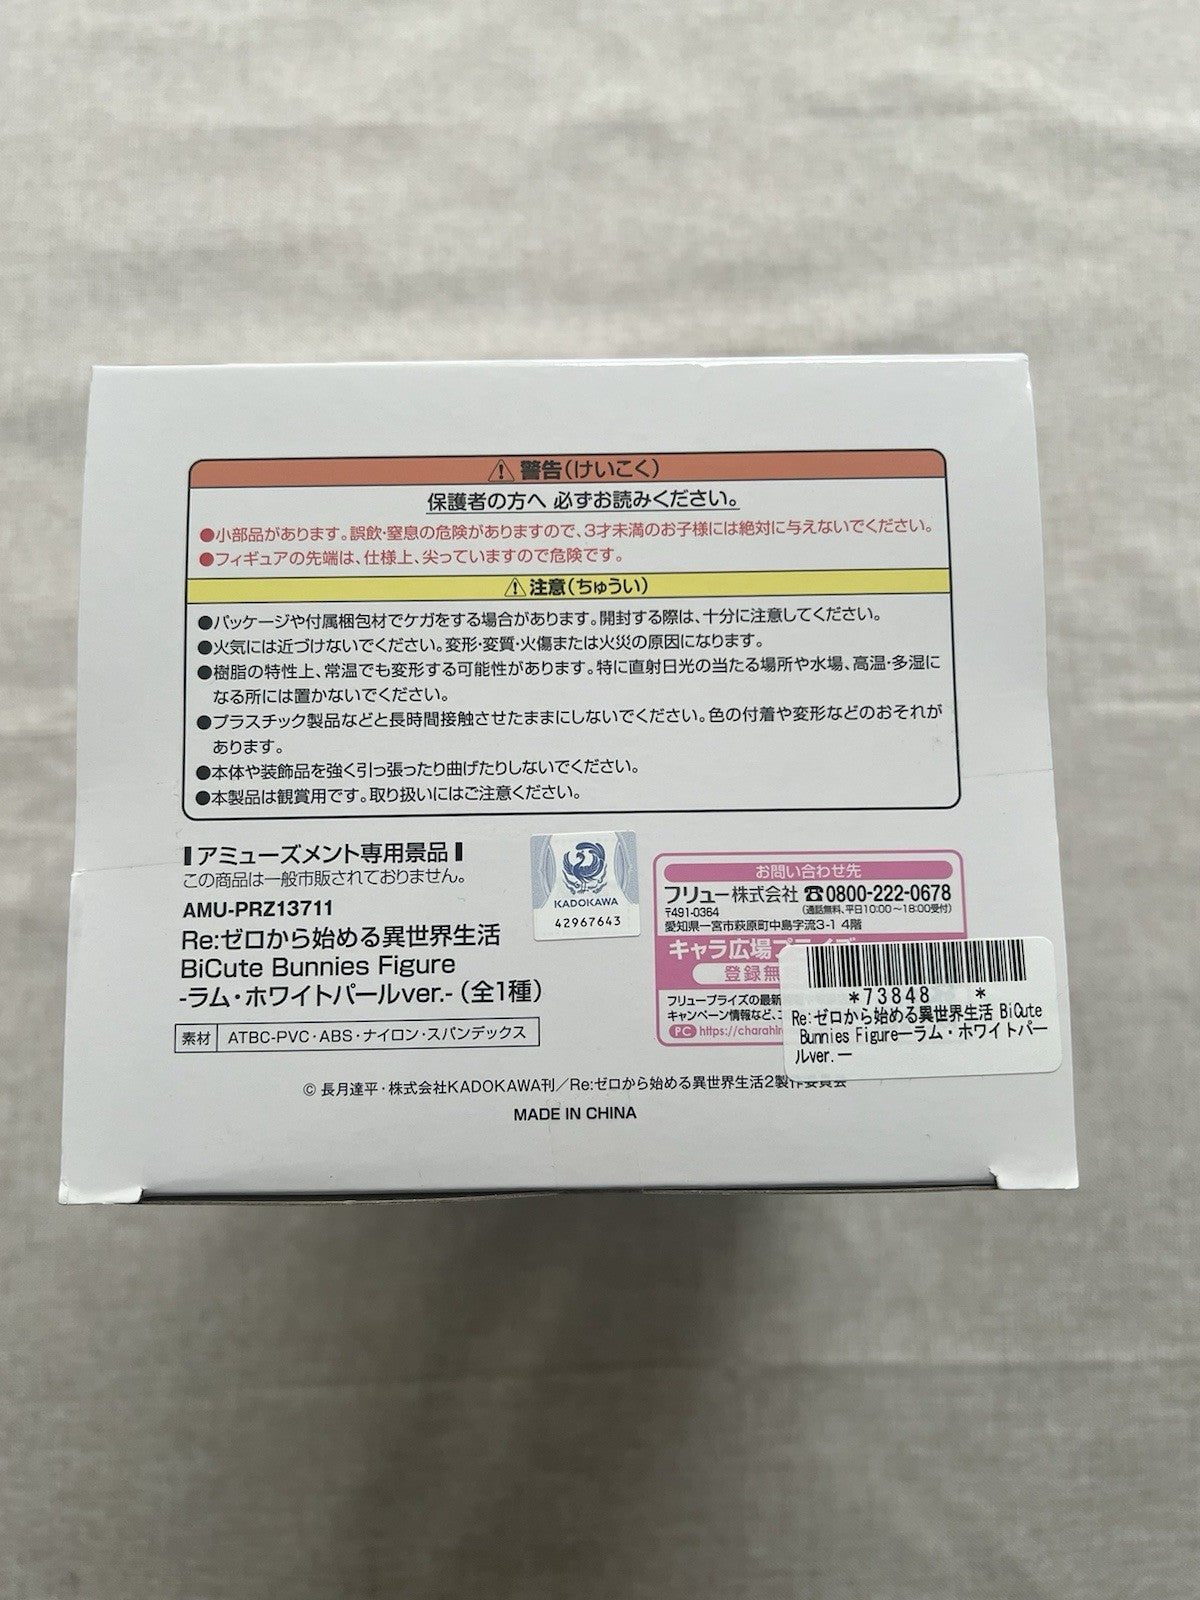 ⚠警告(けいこく)
保護者の方へ 必ずお読みください。
●小部品があります。誤飲・窒息の危険がありますので、3才未満のお子様には絶対に与えないでください。
●フィギュアの先端は、仕様上、尖っていますので危険です。
⚠注意(ちゅうい)
●パッケージや付属梱包材でケガをする場合があります。開封する際は、十分に注意してください。
●火気には近づけないでください。変形・変質・火傷または火災の原因になります。
●樹脂の特性上、常温でも変形する可能性があります。特に直射日光の当たる場所や水場、高温・多湿に
なる所には置かないでください。
●プラスチック製品などと長時間接触させたままにしないでください。色の付着や変形などのおそれが
あります。
●本体や装飾品を強く引っ張ったり曲げたりしないでください。
●本製品は観賞用です。取り扱いにはご注意ください。
アミューズメント専用景品
この商品は一般市販されておりません。
AMU-PRZ13711
Re:ゼロから始める異世界生活
BiCute Bunnies Figure
-ラム・ホワイトパールver.-(全1種)
素材 ATBC-PVC・ABS・ナイロン・スパンデックス
KADOKAWA
42967643
お問い合わせ先
フリュー株式会社 ☎0800-222-0678
〒491-0364 (通話無料、平日10:00〜18:00受付)
愛知県一宮市萩原町中島字流3-1 4階
キャラ広場プライズ
登録無
フリュープライズの最新
キャンペーン情報など、
PC https://charahir
*73848 *
Re:ゼロから始める異世界生活 BiCute
Bunnies Figureーラム・ホワイトパー
ルver.ー
© 長月達平・株式会社KADOKAWA刊／Re:ゼロから始める異世界生活2製作委員会
MADE IN CHINA